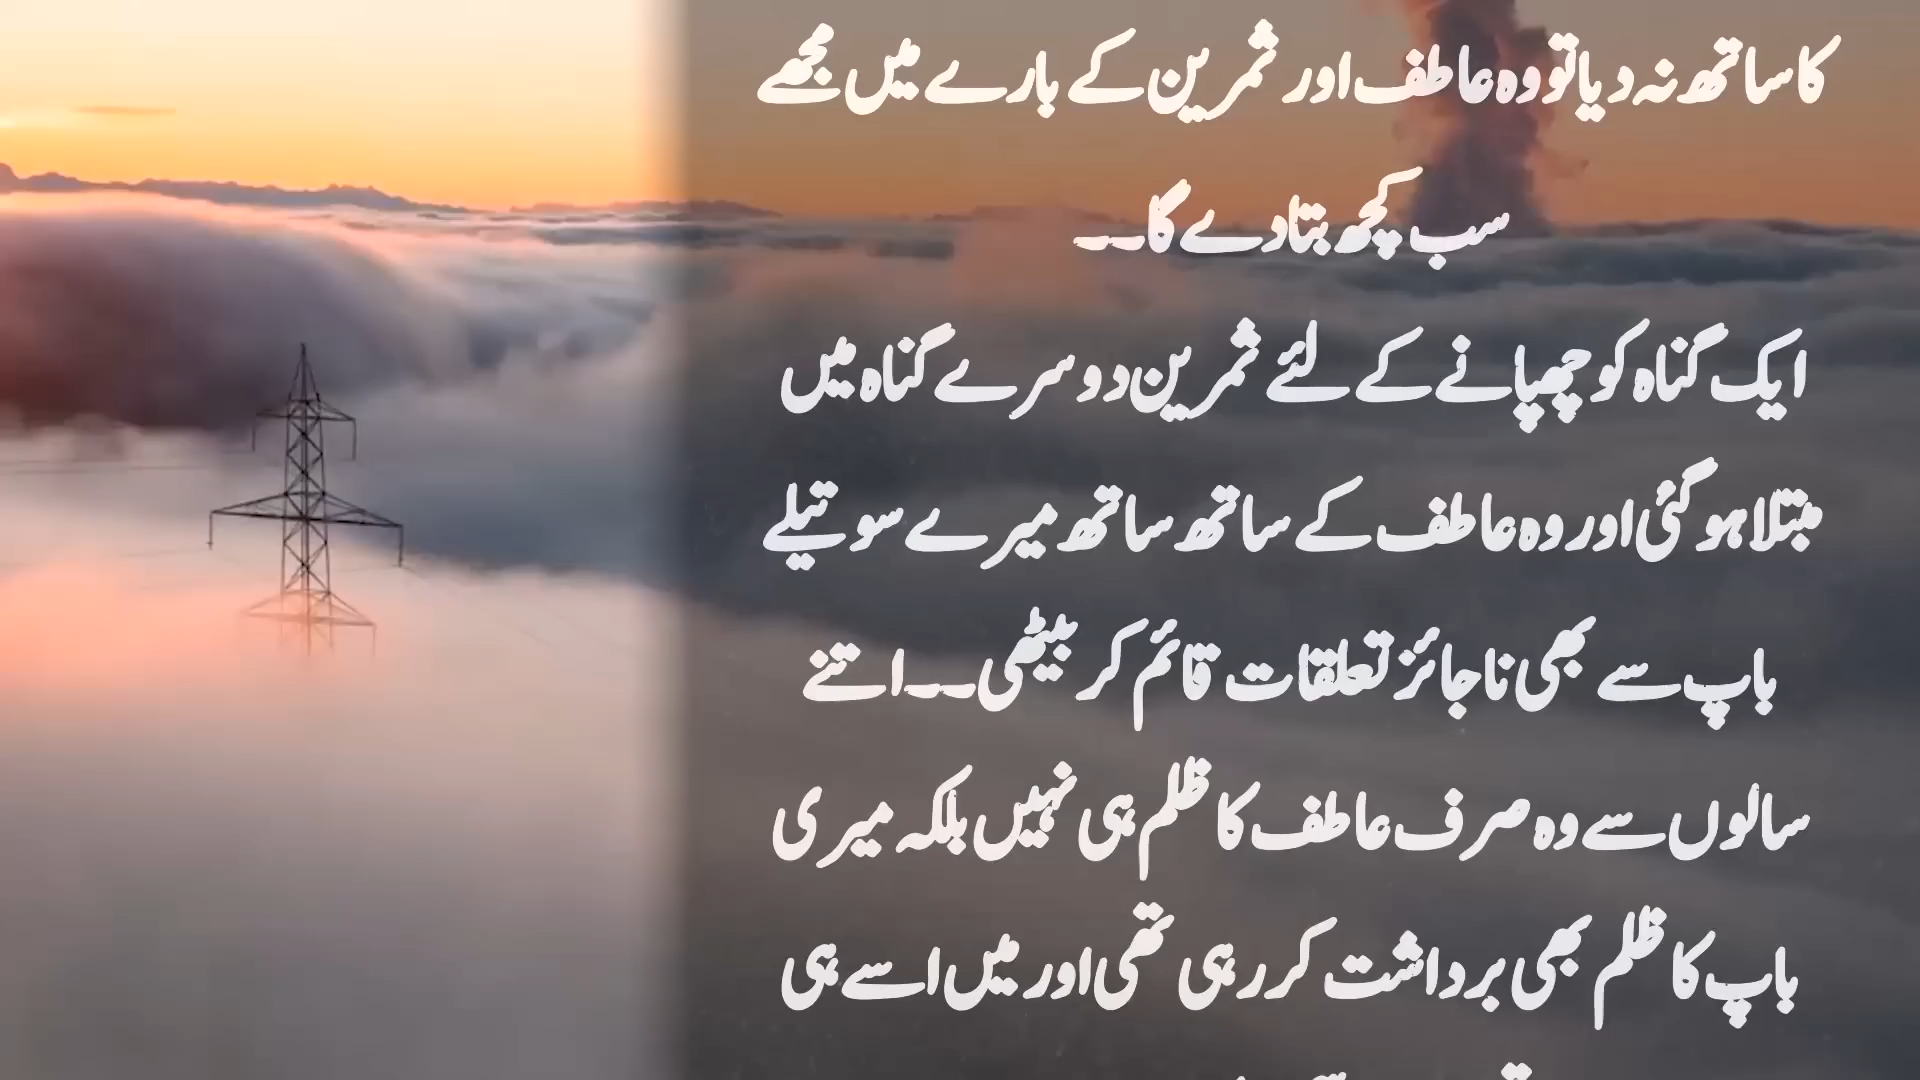 کا ساتھ نہ دیا تو وہ عاطف اور ثمرین کے بارے میں مجھے
سب کچھ بتا دے گا۔۔
ایک گناہ کو چھپانے کے لئے ثمرین دوسرے گناہ میں
مبتلا ہو گئی اور وہ عاطف کے ساتھ ساتھ میرے سوتیلے
باپ سے بھی ناجائز تعلقات قائم کر بیٹھی۔۔ اتنے
سالوں سے وہ صرف عاطف کا ظلم ہی نہیں بلکہ میری
باپ کا ظلم بھی برداشت کر رہی تھی اور میں اسے ہی